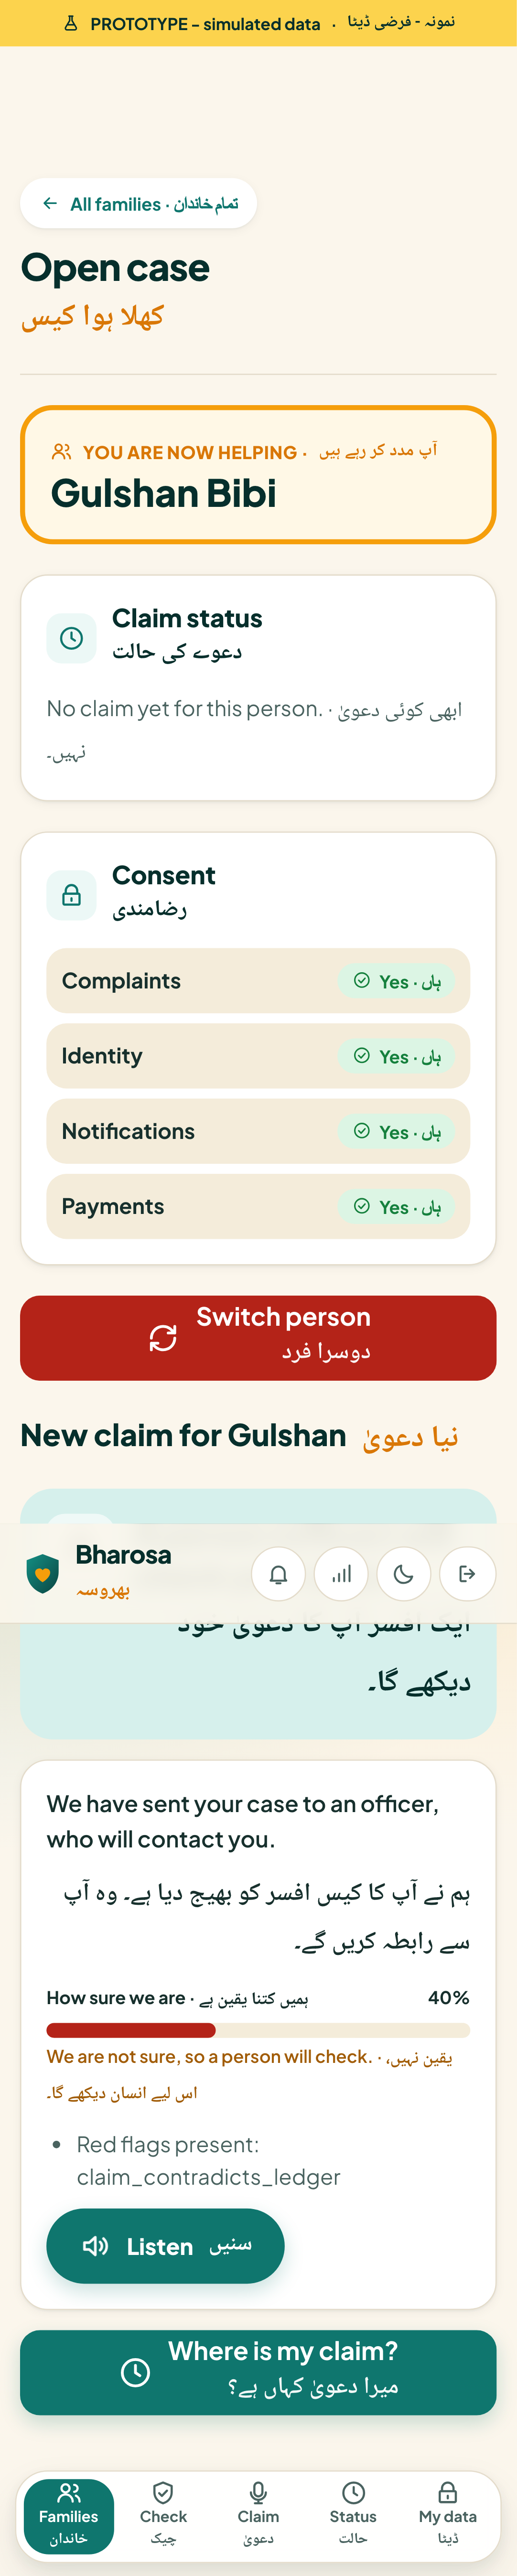 PROTOTYPE – simulated data · نمونہ - فرضی ڈیٹا
← All families · تمام خاندان
Open case
کھلا ہوا کیس
YOU ARE NOW HELPING · آپ مدد کر رہے ہیں
Gulshan Bibi
Claim status
دعوے کی حالت
No claim yet for this person. · ابھی کوئی دعویٰ
نہیں۔
Consent
رضامندی
Complaints Yes · ہاں
Identity Yes · ہاں
Notifications Yes · ہاں
Payments Yes · ہاں
Switch person
دوسرا فرد
New claim for Gulshan نیا دعویٰ
Bharosa
بھروسہ
ایک افسر آپ کا دعویٰ خود
دیکھے گا۔
We have sent your case to an officer,
who will contact you.
ہم نے آپ کا کیس افسر کو بھیج دیا ہے۔ وہ آپ
سے رابطہ کریں گے۔
How sure we are · ہمیں کتنا یقین ہے 40%
We are not sure, so a person will check. · یقین نہیں،
اس لیے انسان دیکھے گا۔
• Red flags present:
claim_contradicts_ledger
Listen سنیں
Where is my claim?
میرا دعویٰ کہاں ہے؟
Families Check Claim Status My data
خاندان چیک دعویٰ حالت ڈیٹا